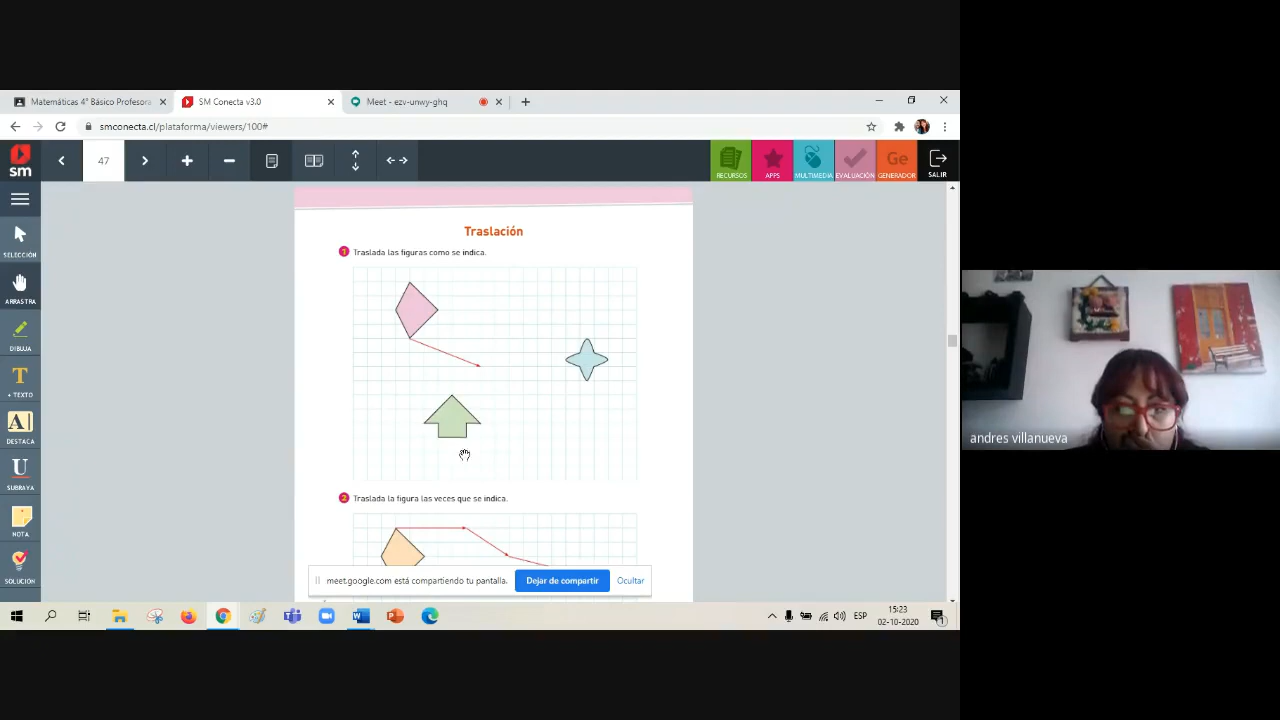 Matemáticas 4° Básico Profesora
SM Conecta v3.0
Meet - ezv-unwy-ghq
smconecta.cl/plataforma/viewers/100#
sm
47
RECURSOS
APPS
MULTIMEDIA
EVALUACIÓN
Ge
GENERADOR
SALIR
SELECCIÓN
ARRASTRA
DIBUJA
T
+ TEXTO
A
DESTACA
U
SUBRAYA
NOTA
SOLUCIÓN
Traslación
1 Traslada las figuras como se indica.
2 Traslada la figura las veces que se indica.
meet.google.com está compartiendo tu pantalla.
Dejar de compartir
Ocultar
andres villanueva
ESP
15:23
02-10-2020
1